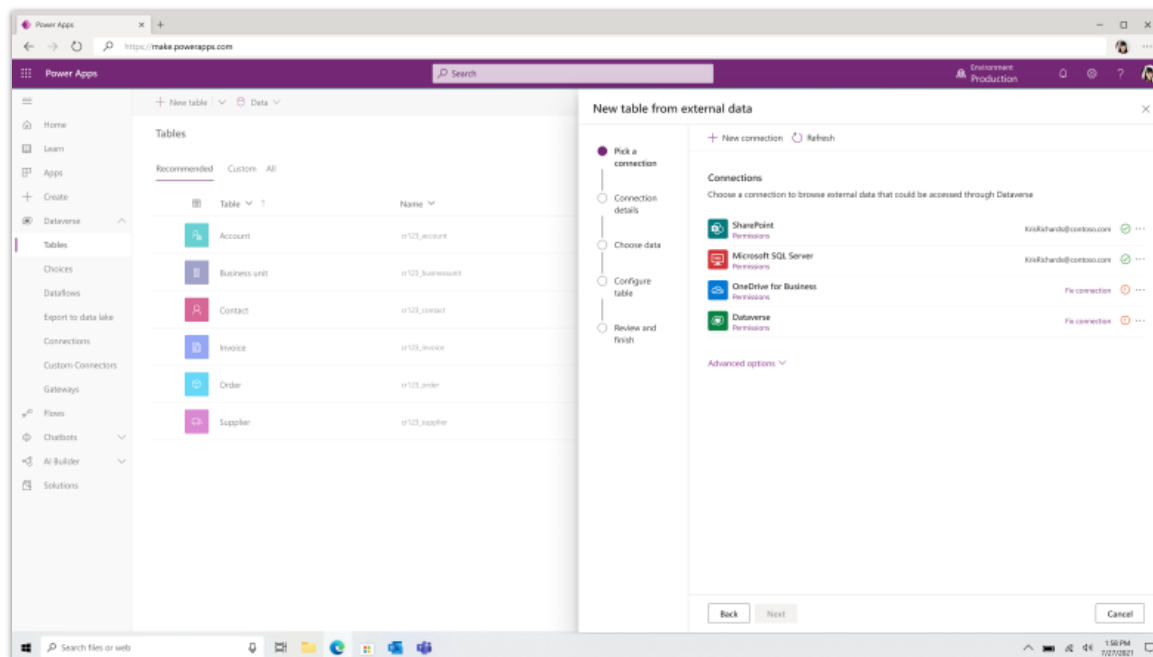 Power Apps
https://make.powerapps.com
Power Apps
Search
Environment
Production
New table
Data
Home
Learn
Apps
Create
Dataverse
Tables
Choices
Dataflows
Export to data lake
Connections
Custom Connectors
Gateways
Flows
Chatbots
AI Builder
Solutions
Tables
Recommended Custom All
Table Name
Account cr123_account
Business unit cr123_businessunit
Contact cr123_contact
Invoice cr123_invoice
Order cr123_order
Supplier cr123_supplier
New table from external data
Pick a
connection
Connection
details
Choose data
Configure
table
Review and
finish
New connection Refresh
Connections
Choose a connection to browse external data that could be accessed through Dataverse
SharePoint
Permissions
KrisRichards@contoso.com
Microsoft SQL Server
Permissions
KrisRichards@contoso.com
OneDrive for Business
Permissions
Fix connection
Dataverse
Permissions
Fix connection
Advanced options
Back Next Cancel
Search files or web
1:58 PM
7/27/2021